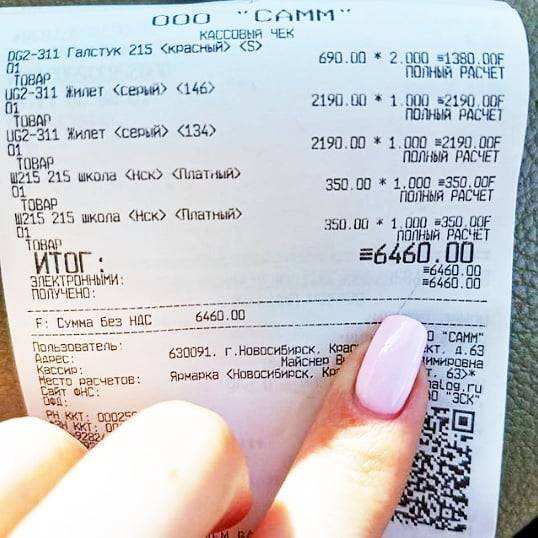 ООО "САММ"
КАССОВЫЙ ЧЕК
DG2-311 Галстук 215 <красный> <S>
690.00 * 2.000 ≡1380.00F
01
ПОЛНЫЙ РАСЧЕТ
ТОВАР
UG2-311 Жилет <серый> <146>
2190.00 * 1.000 ≡2190.00F
01
ПОЛНЫЙ РАСЧЕТ
ТОВАР
UG2-311 Жилет <серый> <134>
2190.00 * 1.000 ≡2190.00F
01
ПОЛНЫЙ РАСЧЕТ
ТОВАР
Ш215 215 школа <Нск> <Платный>
350.00 * 1.000 ≡350.00F
01
ПОЛНЫЙ РАСЧЕТ
ТОВАР
Ш215 215 школа <Нск> <Платный>
350.00 * 1.000 ≡350.00F
01
ПОЛНЫЙ РАСЧЕТ
ТОВАР
ИТОГ: ≡6460.00
ЭЛЕКТРОННЫМИ: ≡6460.00
ПОЛУЧЕНО: ≡6460.00
F: Сумма без НДС 6460.00
Пользователь: "САММ"
Адрес: 630091, г.Новосибирск, д.63
Кассир: Майснер
Место расчетов: Ярмарка <Новосибирск, 63>*
Сайт ФНС: nalog.ru
ОФД: "ЭСК"
РН ККТ:
ККТ: